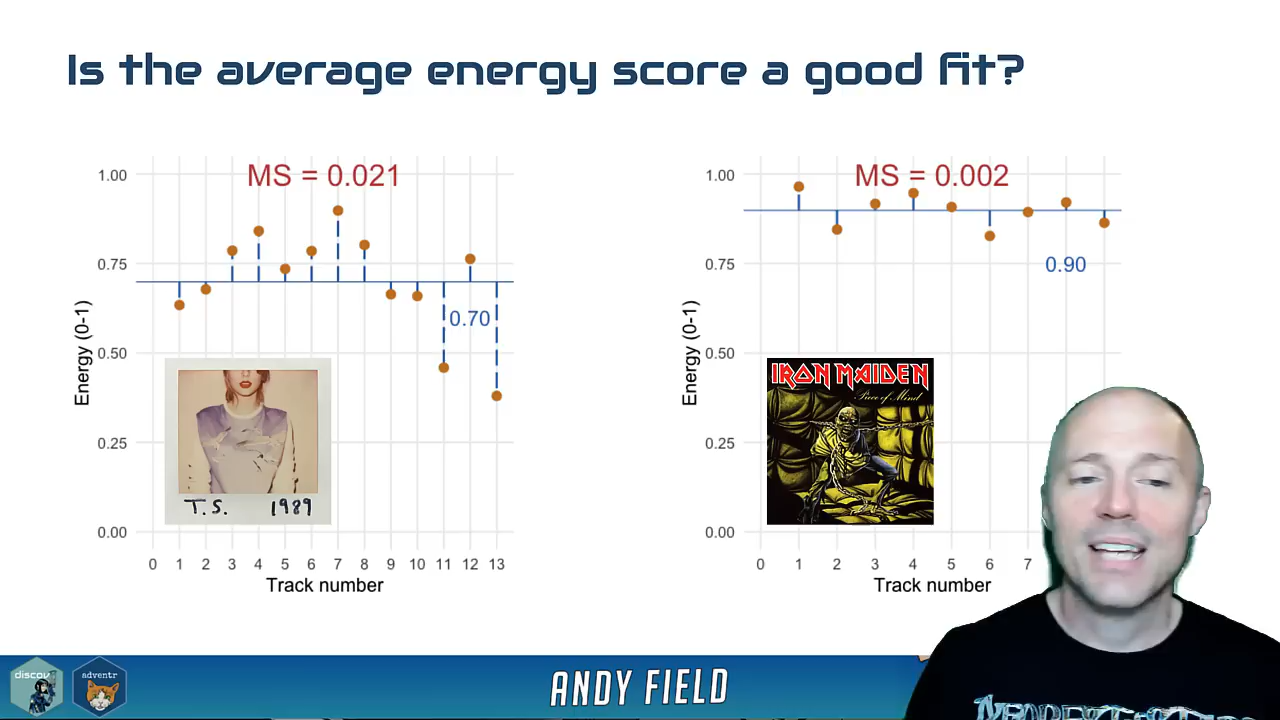 Is the average energy score a good fit?
MS = 0.021
1.00
0.75
0.50
0.25
0.00
Energy (0-1)
0.70
T.S. 1989
0 1 2 3 4 5 6 7 8 9 10 11 12 13
Track number
MS = 0.002
1.00
0.75
0.50
0.25
0.00
Energy (0-1)
0.90
IRON MAIDEN
Piece of Mind
0 1 2 3 4 5 6 7
Track number
discov
adventr
ANDY FIELD